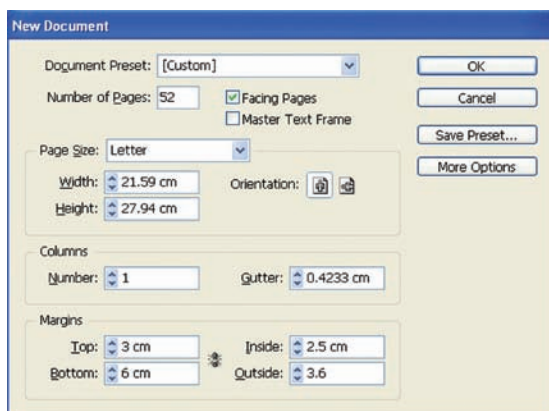 New Document
Document Preset: [Custom]
OK
Number of Pages: 52
Facing Pages
Cancel
Master Text Frame
Save Preset...
Page Size: Letter
More Options
Width: 21.59 cm
Orientation:
Height: 27.94 cm
Columns
Number: 1
Gutter: 0.4233 cm
Margins
Top: 3 cm
Inside: 2.5 cm
Bottom: 6 cm
Outside: 3.6